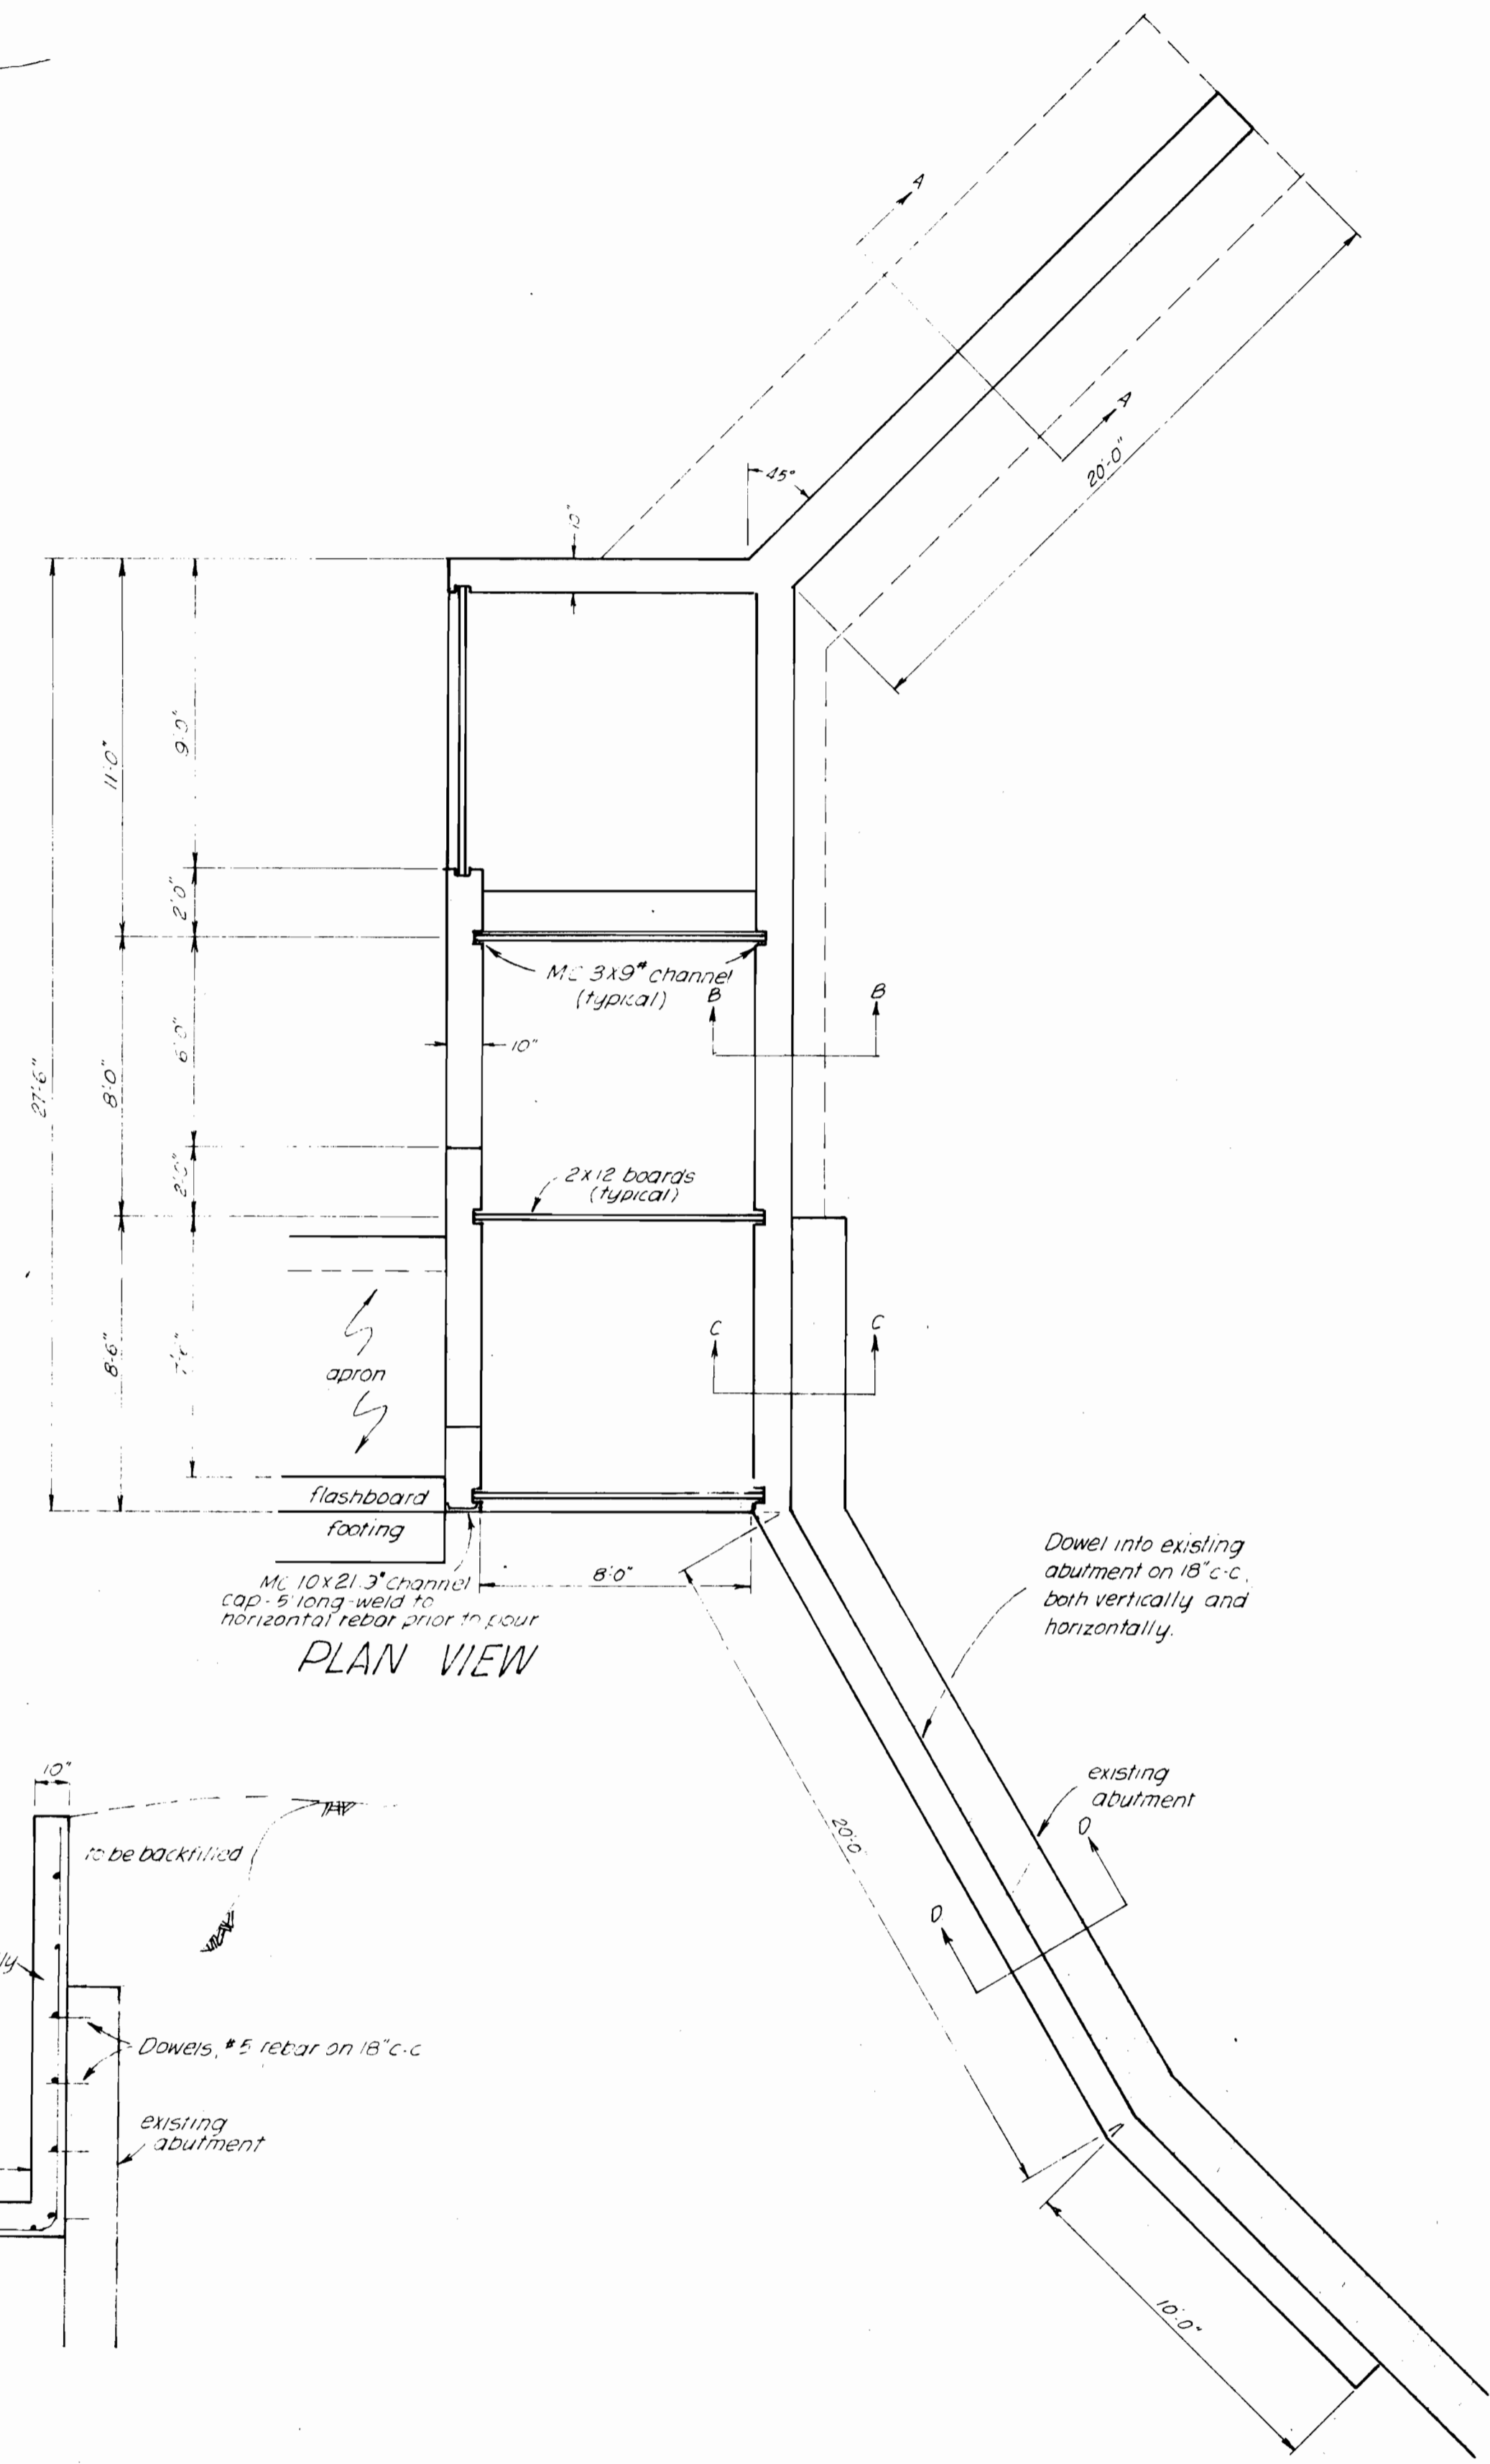 A
A
20'-0"
45°
10"
9'-0"
11'-0"
2'-0"
MC 3x9# channel
(typical)
B
B
6'-0"
10"
8'-0"
27'-6"
2'-0"
2x12 boards
(typical)
C
C
8'-6"
apron
flashboard
footing
8'-0"
MC 10x21.9# channel
cap - 5' long - weld to
horizontal rebar prior to pour
PLAN VIEW
Dowel into existing
abutment on 18" c-c,
both vertically and
horizontally.
10"
existing
abutment
to be backfilled
20'-0
D
D
lly
Dowels, #5 rebar on 18" c-c
existing
abutment
10'-0"